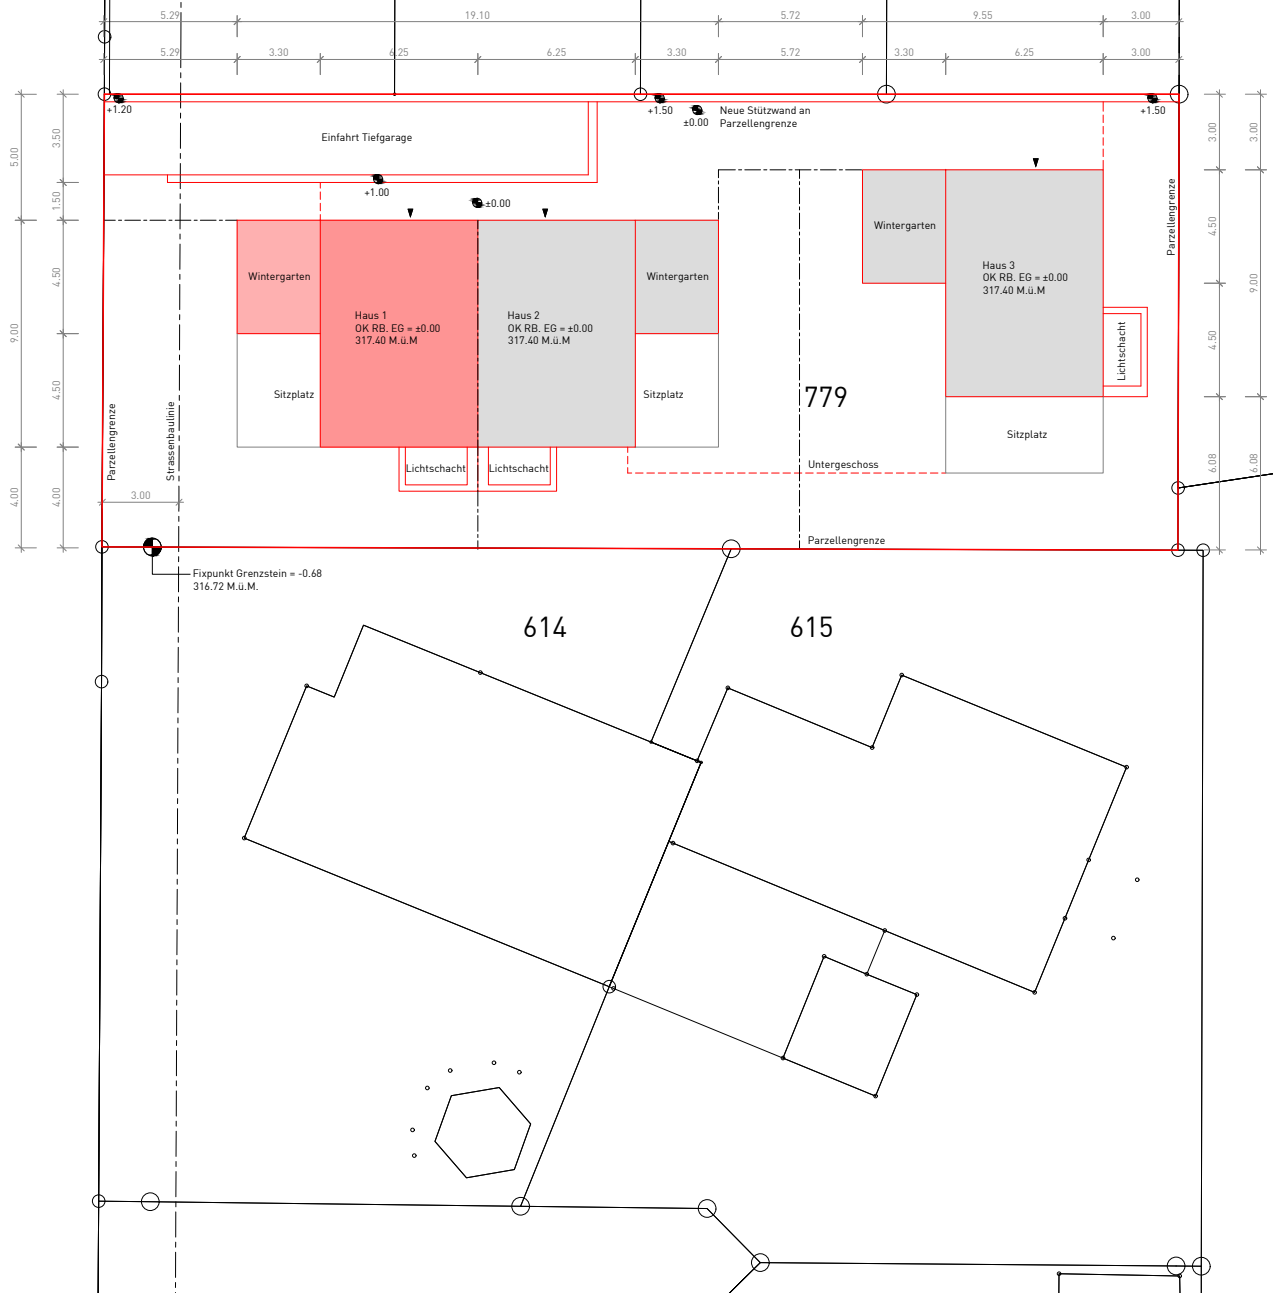 5.29
19.10
5.72
9.55
3.00
5.29
3.30
6.25
6.25
3.30
5.72
3.30
6.25
3.00
+1.20
+1.50
±0.00
Neue Stützwand an
Parzellengrenze
+1.50
Einfahrt Tiefgarage
+1.00
±0.00
5.00
3.50
1.50
9.00
4.50
4.50
4.00
4.00
3.00
3.00
4.50
9.00
4.50
6.08
6.08
Wintergarten
Haus 1
OK RB. EG = ±0.00
317.40 M.ü.M
Haus 2
OK RB. EG = ±0.00
317.40 M.ü.M
Wintergarten
Wintergarten
Haus 3
OK RB. EG = ±0.00
317.40 M.ü.M
Parzellengrenze
Lichtschacht
Sitzplatz
Sitzplatz
779
Sitzplatz
Parzellengrenze
Strassenbaulinie
Lichtschacht
Lichtschacht
Untergeschoss
3.00
Parzellengrenze
Fixpunkt Grenzstein = -0.68
316.72 M.ü.M.
614
615